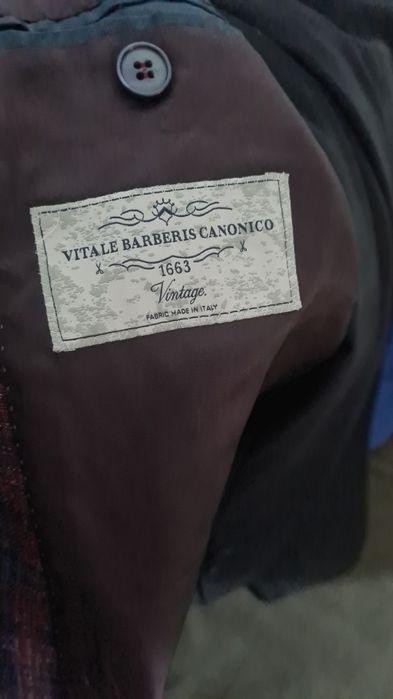 VITALE BARBERIS CANONICO
1663
Vintage.
FABRIC MADE IN ITALY